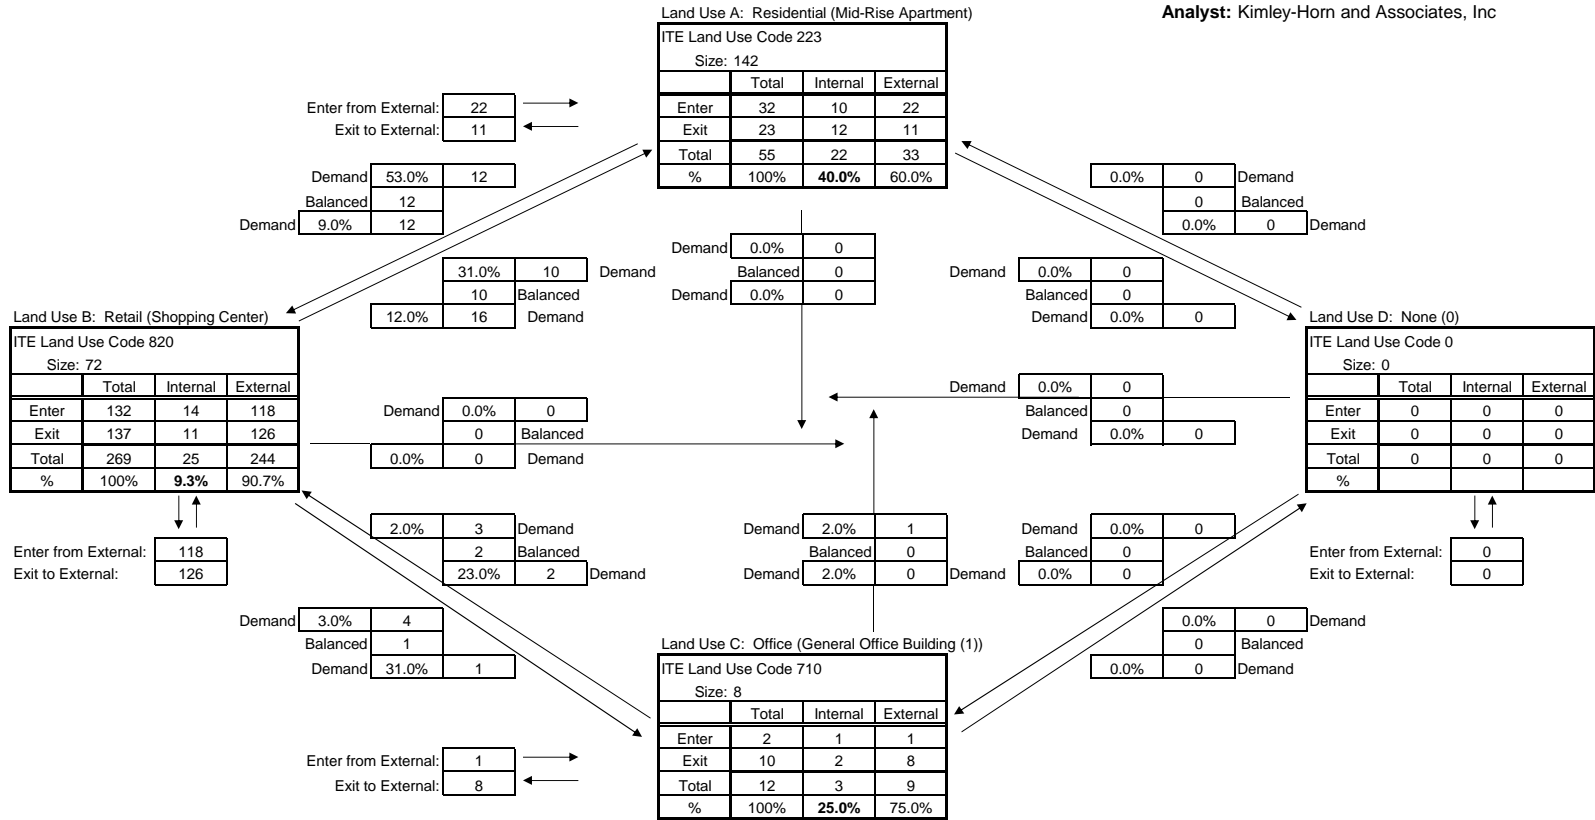 Land Use A: Residential (Mid-Rise Apartment)
Analyst: Kimley-Horn and Associates, Inc
ITE Land Use Code 223
Size: 142
Total Internal External
Enter 32 10 22
Exit 23 12 11
Total 55 22 33
% 100% 40.0% 60.0%
Enter from External: 22
Exit to External: 11
Demand 53.0% 12
Balanced 12
Demand 9.0% 12
0.0% 0 Demand
0 Balanced
0.0% 0 Demand
Demand 0.0% 0
Balanced 0
Demand 0.0% 0
31.0% 10 Demand
10 Balanced
12.0% 16 Demand
Demand 0.0% 0
Balanced 0
Demand 0.0% 0
Land Use B: Retail (Shopping Center)
ITE Land Use Code 820
Size: 72
Total Internal External
Enter 132 14 118
Exit 137 11 126
Total 269 25 244
% 100% 9.3% 90.7%
Land Use D: None (0)
ITE Land Use Code 0
Size: 0
Total Internal External
Enter 0 0 0
Exit 0 0 0
Total 0 0 0
%
Demand 0.0% 0
0 Balanced
0.0% 0 Demand
Demand 0.0% 0
Balanced 0
Demand 0.0% 0
Enter from External: 118
Exit to External: 126
2.0% 3 Demand
2 Balanced
23.0% 2 Demand
Demand 2.0% 1
Balanced 0
Demand 2.0% 0
Demand 0.0% 0
Balanced 0
Demand 0.0% 0
Enter from External: 0
Exit to External: 0
Demand 3.0% 4
Balanced 1
Demand 31.0% 1
0.0% 0 Demand
0 Balanced
0.0% 0 Demand
Land Use C: Office (General Office Building (1))
ITE Land Use Code 710
Size: 8
Total Internal External
Enter 2 1 1
Exit 10 2 8
Total 12 3 9
% 100% 25.0% 75.0%
Enter from External: 1
Exit to External: 8